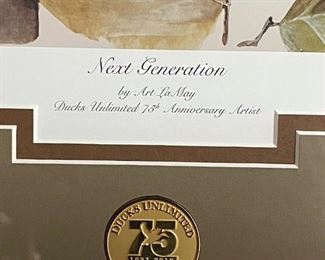 Next Generation
by Art LaMay
Ducks Unlimited 75th Anniversary Artist
DUCKS UNLIMITED
75